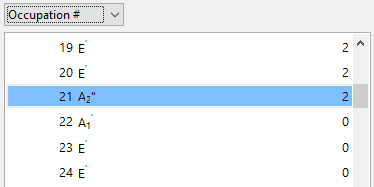 Occupation #
19 E' 2
20 E' 2
21 A₂" 2
22 A₁' 0
23 E' 0
24 E' 0